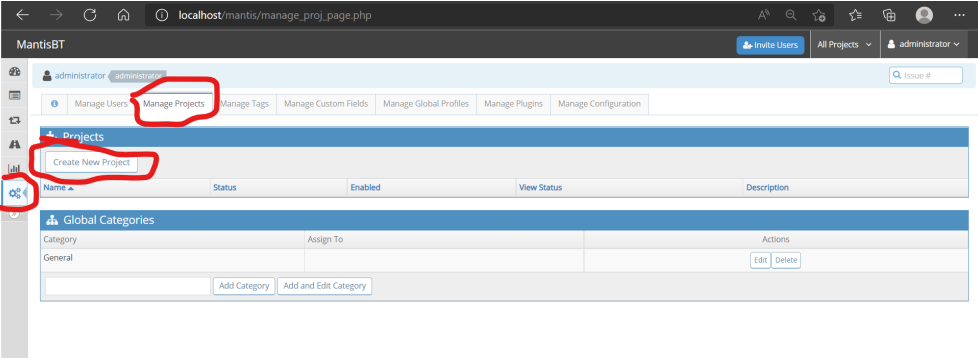 localhost/mantis/manage_proj_page.php
MantisBT
Invite Users
All Projects
administrator
administrator
administrator
Issue #
Manage Users
Manage Projects
Manage Tags
Manage Custom Fields
Manage Global Profiles
Manage Plugins
Manage Configuration
Projects
Create New Project
Name
Status
Enabled
View Status
Description
Global Categories
Category
Assign To
Actions
General
Edit
Delete
Add Category
Add and Edit Category